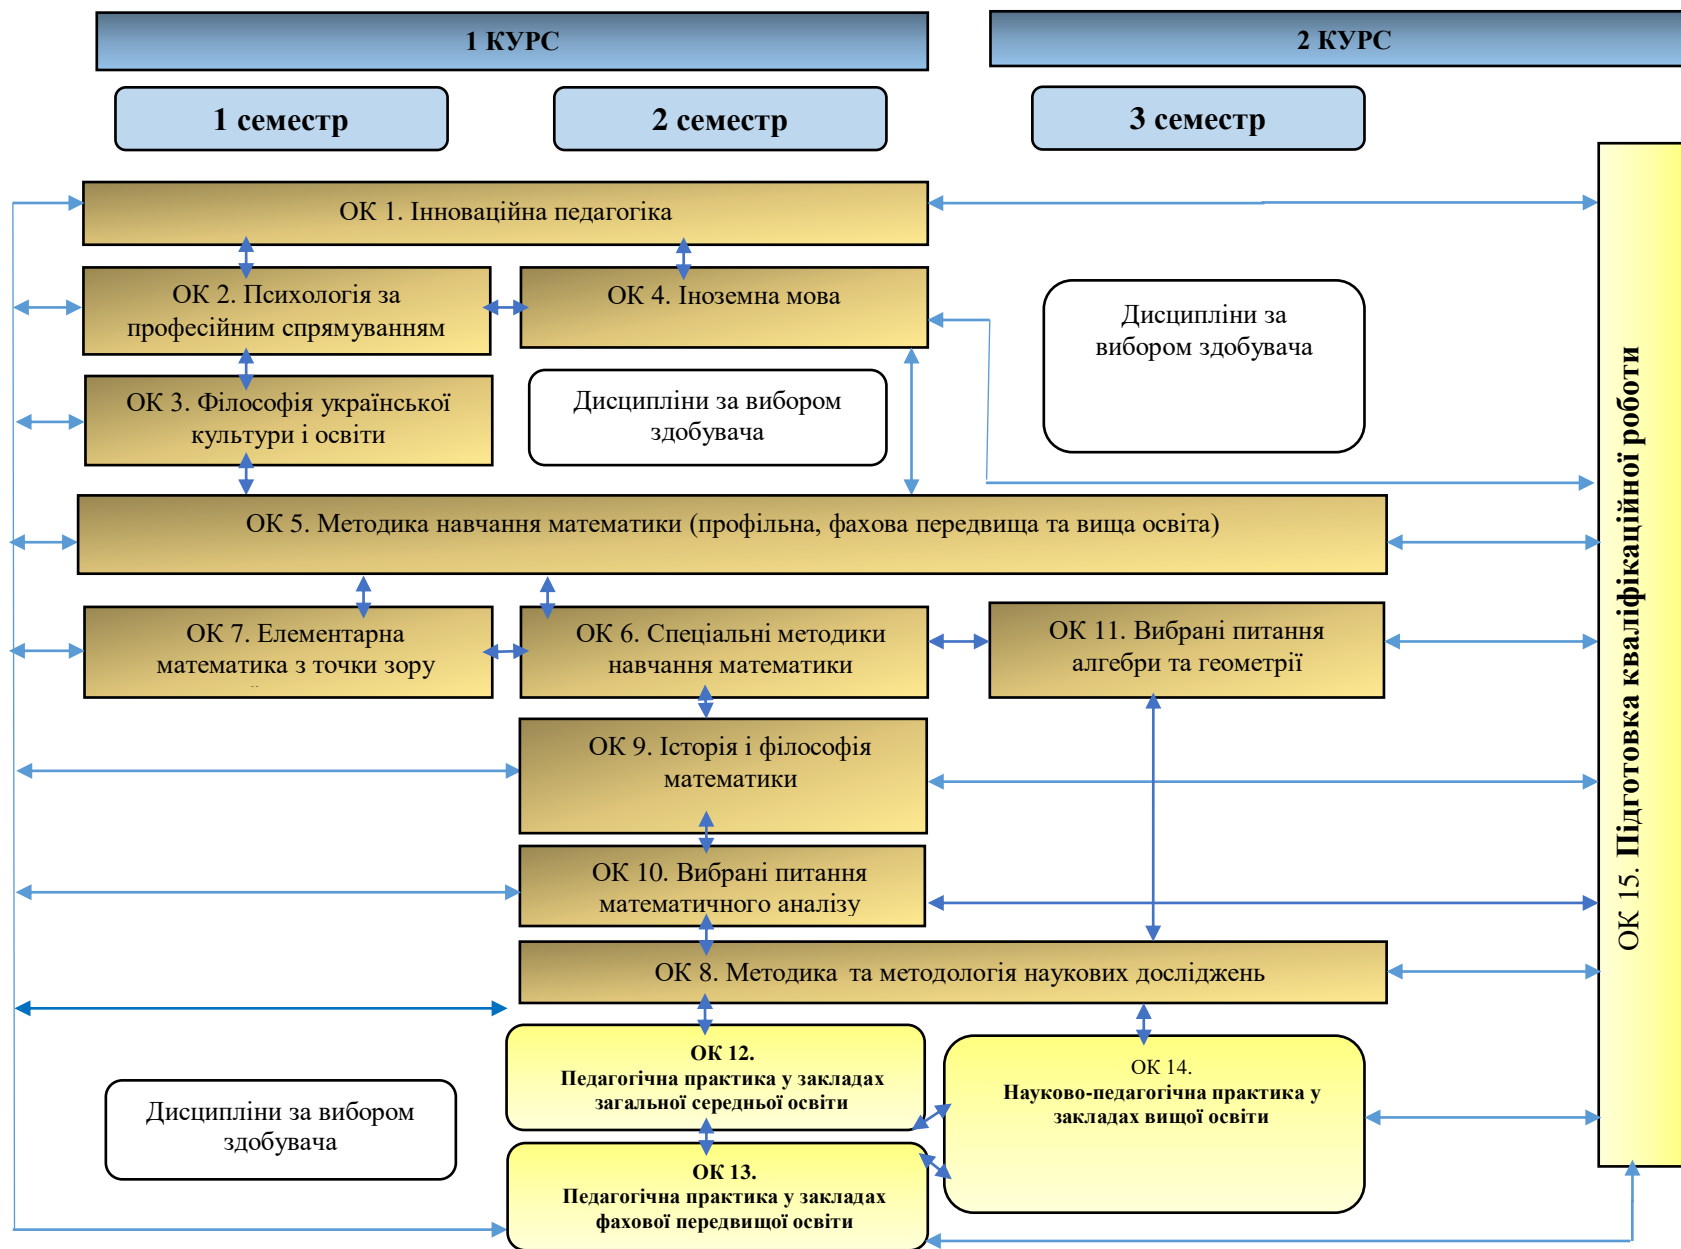 1 КУРС
2 КУРС
1 семестр
2 семестр
3 семестр
ОК 1. Інноваційна педагогіка
ОК 2. Психологія за
професійним спрямуванням
ОК 4. Іноземна мова
Дисципліни за
вибором здобувача
ОК 3. Філософія української
культури і освіти
Дисципліни за вибором
здобувача
ОК 5. Методика навчання математики (профільна, фахова передвища та вища освіта)
ОК 7. Елементарна
математика з точки зору
ОК 6. Спеціальні методики
навчання математики
ОК 11. Вибрані питання
алгебри та геометрії
ОК 9. Історія і філософія
математики
ОК 10. Вибрані питання
математичного аналізу
ОК 8. Методика та методологія наукових досліджень
ОК 12.
Педагогічна практика у закладах
загальної середньої освіти
ОК 14.
Науково-педагогічна практика у
закладах вищої освіти
Дисципліни за вибором
здобувача
ОК 13.
Педагогічна практика у закладах
фахової передвищої освіти
ОК 15. Підготовка кваліфікаційної роботи